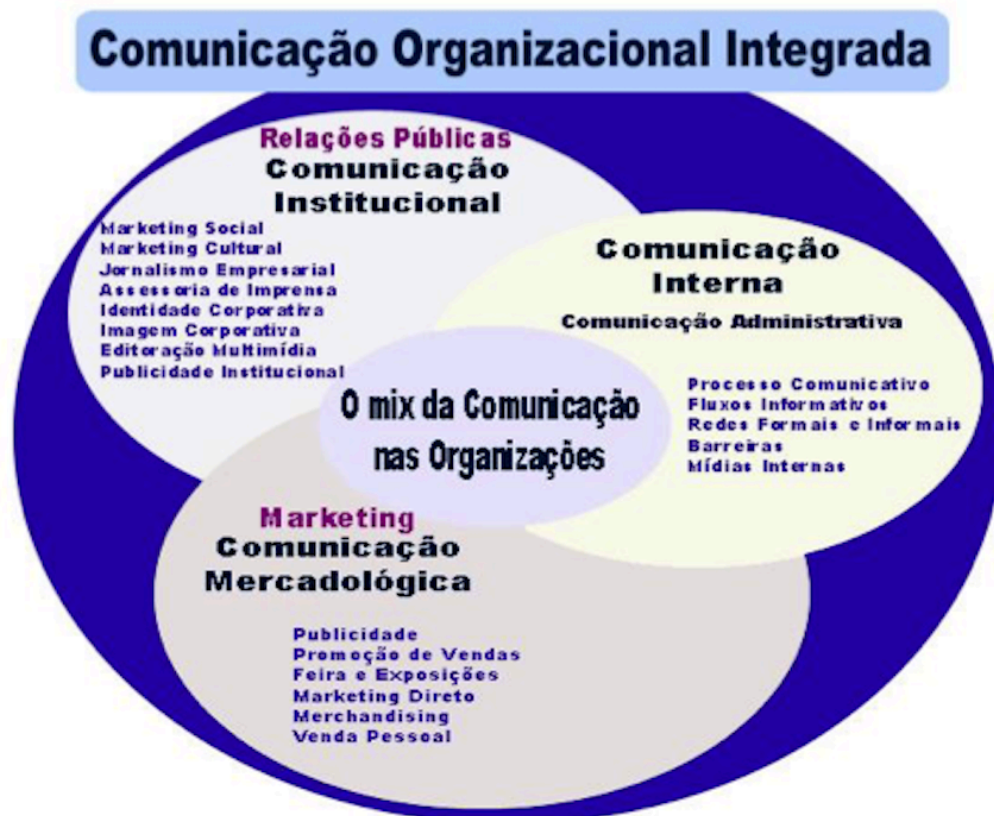 Comunicação Organizacional Integrada
Relações Públicas
Comunicação
Institucional
Marketing Social
Marketing Cultural
Jornalismo Empresarial
Assessoria de Imprensa
Identidade Corporativa
Imagem Corporativa
Editoração Multimídia
Publicidade Institucional
Comunicação
Interna
Comunicação Administrativa
Processo Comunicativo
Fluxos Informativos
Redes Formais e Informais
Barreiras
Mídias Internas
O mix da Comunicação
nas Organizações
Marketing
Comunicação
Mercadológica
Publicidade
Promoção de Vendas
Feira e Exposições
Marketing Direto
Merchandising
Venda Pessoal